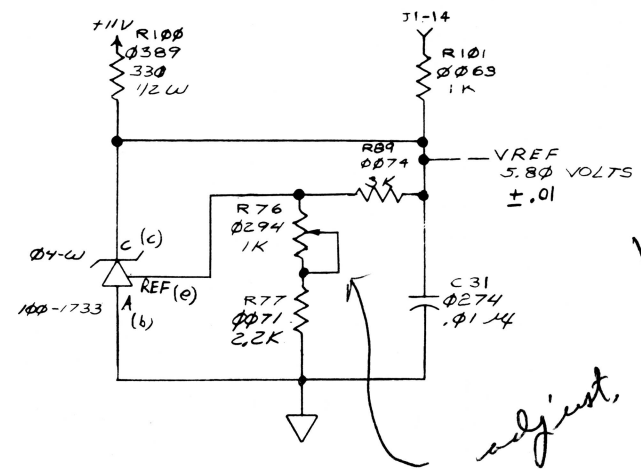 +11V
R100
0389
330
1/2 W
J1-14
R101
0063
1K
R89
0074
3K
VREF
5.80 VOLTS
± .01
R76
0294
1K
C (c)
04-W
REF (e)
100-1733
A
(b)
R77
0071
2.2K
C31
0274
.01 μf
adjust.